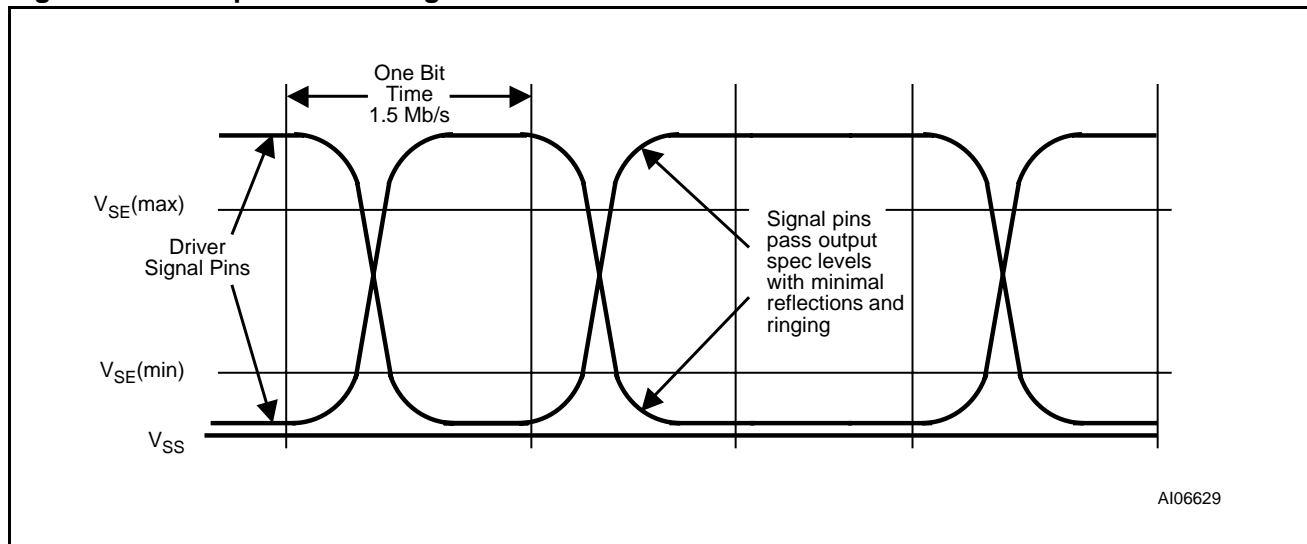 One Bit
Time
1.5 Mb/s
VSE(max)
Driver
Signal Pins
Signal pins
pass output
spec levels
with minimal
reflections and
ringing
VSE(min)
VSS
AI06629